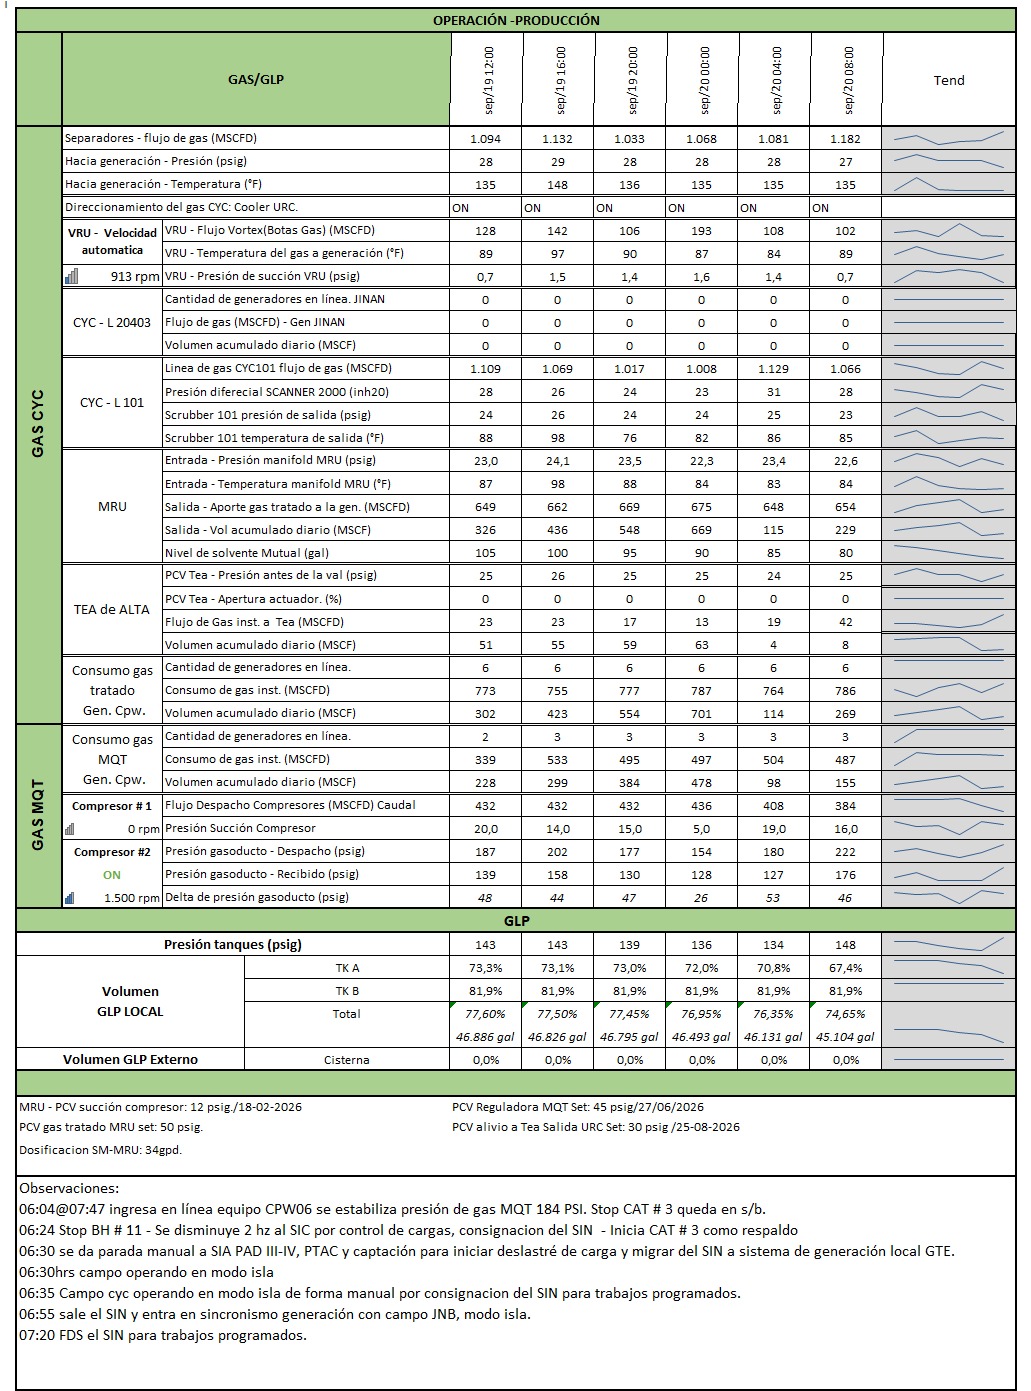 OPERACIÓN -PRODUCCIÓN
GAS/GLP sep/19 12:00 sep/19 16:00 sep/19 20:00 sep/20 00:00 sep/20 04:00 sep/20 08:00 Tend
GAS CYC
Separadores - flujo de gas (MSCFD) 1.094 1.132 1.033 1.068 1.081 1.182
Hacia generación - Presión (psig) 28 29 28 28 28 27
Hacia generación - Temperatura (°F) 135 148 136 135 135 135
Direccionamiento del gas CYC: Cooler URC. ON ON ON ON ON ON
VRU - Velocidad automatica
913 rpm
VRU - Flujo Vortex(Botas Gas) (MSCFD) 128 142 106 193 108 102
VRU - Temperatura del gas a generación (°F) 89 97 90 87 84 89
VRU - Presión de succión VRU (psig) 0,7 1,5 1,4 1,6 1,4 0,7
CYC - L 20403
Cantidad de generadores en línea. JINAN 0 0 0 0 0 0
Flujo de gas (MSCFD) - Gen JINAN 0 0 0 0 0 0
Volumen acumulado diario (MSCF) 0 0 0 0 0 0
CYC - L 101
Linea de gas CYC101 flujo de gas (MSCFD) 1.109 1.069 1.017 1.008 1.129 1.066
Presión diferecial SCANNER 2000 (inh20) 28 26 24 23 31 28
Scrubber 101 presión de salida (psig) 24 26 24 24 25 23
Scrubber 101 temperatura de salida (°F) 88 98 76 82 86 85
MRU
Entrada - Presión manifold MRU (psig) 23,0 24,1 23,5 22,3 23,4 22,6
Entrada - Temperatura manifold MRU (°F) 87 98 88 84 83 84
Salida - Aporte gas tratado a la gen. (MSCFD) 649 662 669 675 648 654
Salida - Vol acumulado diario (MSCF) 326 436 548 669 115 229
Nivel de solvente Mutual (gal) 105 100 95 90 85 80
TEA de ALTA
PCV Tea - Presión antes de la val (psig) 25 26 25 25 24 25
PCV Tea - Apertura actuador. (%) 0 0 0 0 0 0
Flujo de Gas inst. a Tea (MSCFD) 23 23 17 13 19 42
Volumen acumulado diario (MSCF) 51 55 59 63 4 8
Consumo gas tratado Gen. Cpw.
Cantidad de generadores en línea. 6 6 6 6 6 6
Consumo de gas inst. (MSCFD) 773 755 777 787 764 786
Volumen acumulado diario (MSCF) 302 423 554 701 114 269
GAS MQT
Consumo gas MQT Gen. Cpw.
Cantidad de generadores en línea. 2 3 3 3 3 3
Consumo de gas inst. (MSCFD) 339 533 495 497 504 487
Volumen acumulado diario (MSCF) 228 299 384 478 98 155
Compresor # 1
0 rpm
Flujo Despacho Compresores (MSCFD) Caudal 432 432 432 436 408 384
Presión Succión Compresor 20,0 14,0 15,0 5,0 19,0 16,0
Compresor #2
ON
1.500 rpm
Presión gasoducto - Despacho (psig) 187 202 177 154 180 222
Presión gasoducto - Recibido (psig) 139 158 130 128 127 176
Delta de presión gasoducto (psig) 48 44 47 26 53 46
GLP
Presión tanques (psig) 143 143 139 136 134 148
Volumen GLP LOCAL
TK A 73,3% 73,1% 73,0% 72,0% 70,8% 67,4%
TK B 81,9% 81,9% 81,9% 81,9% 81,9% 81,9%
Total 77,60% 77,50% 77,45% 76,95% 76,35% 74,65%
46.886 gal 46.826 gal 46.795 gal 46.493 gal 46.131 gal 45.104 gal
Volumen GLP Externo Cisterna 0,0% 0,0% 0,0% 0,0% 0,0% 0,0%
MRU - PCV succión compresor: 12 psig./18-02-2026 PCV Reguladora MQT Set: 45 psig/27/06/2026
PCV gas tratado MRU set: 50 psig. PCV alivio a Tea Salida URC Set: 30 psig /25-08-2026
Dosificacion SM-MRU: 34gpd.
Observaciones:
06:04@07:47 ingresa en línea equipo CPW06 se estabiliza presión de gas MQT 184 PSI. Stop CAT # 3 queda en s/b.
06:24 Stop BH # 11 - Se disminuye 2 hz al SIC por control de cargas, consignacion del SIN - Inicia CAT # 3 como respaldo
06:30 se da parada manual a SIA PAD III-IV, PTAC y captación para iniciar deslastré de carga y migrar del SIN a sistema de generación local GTE.
06:30hrs campo operando en modo isla
06:35 Campo cyc operando en modo isla de forma manual por consignacion del SIN para trabajos programados.
06:55 sale el SIN y entra en sincronismo generación con campo JNB, modo isla.
07:20 FDS el SIN para trabajos programados.